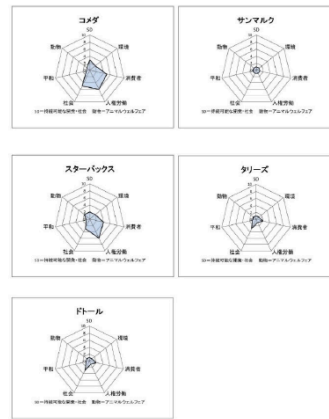 コメダ
SD
10
動物
環境
平和
消費者
社会
人権労働
SD=持続可能な開発・社会 動物=アニマルウェルフェア
サンマルク
SD
10
動物
環境
平和
消費者
社会
人権労働
SD=持続可能な開発・社会 動物=アニマルウェルフェア
スターバックス
SD
10
動物
環境
平和
消費者
社会
人権労働
SD=持続可能な開発・社会 動物=アニマルウェルフェア
タリーズ
SD
10
動物
環境
平和
消費者
社会
人権労働
SD=持続可能な開発・社会 動物=アニマルウェルフェア
ドトール
SD
10
動物
環境
平和
消費者
社会
人権労働
SD=持続可能な開発・社会 動物=アニマルウェルフェア